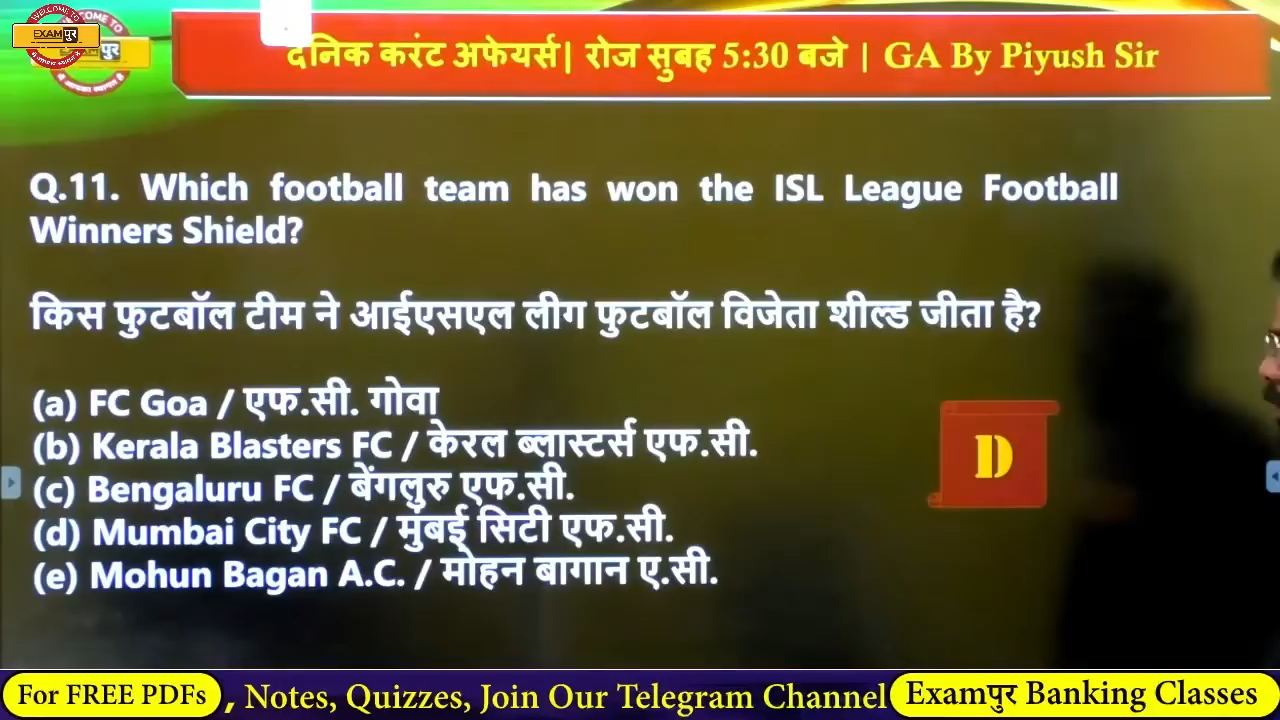 WELCOME TO
EXAMपुर
दैनिक करंट अफेयर्स| रोज सुबह 5:30 बजे | GA By Piyush Sir
Q.11. Which football team has won the ISL League Football
Winners Shield?
किस फुटबॉल टीम ने आईएसएल लीग फुटबॉल विजेता शील्ड जीता है?
(a) FC Goa / एफ.सी. गोवा
(b) Kerala Blasters FC / केरल ब्लास्टर्स एफ.सी.
(c) Bengaluru FC / बेंगलुरु एफ.सी.
(d) Mumbai City FC / मुंबई सिटी एफ.सी.
(e) Mohun Bagan A.C. / मोहन बागान ए.सी.
D
For FREE PDFs , Notes, Quizzes, Join Our Telegram Channel Examपुर Banking Classes